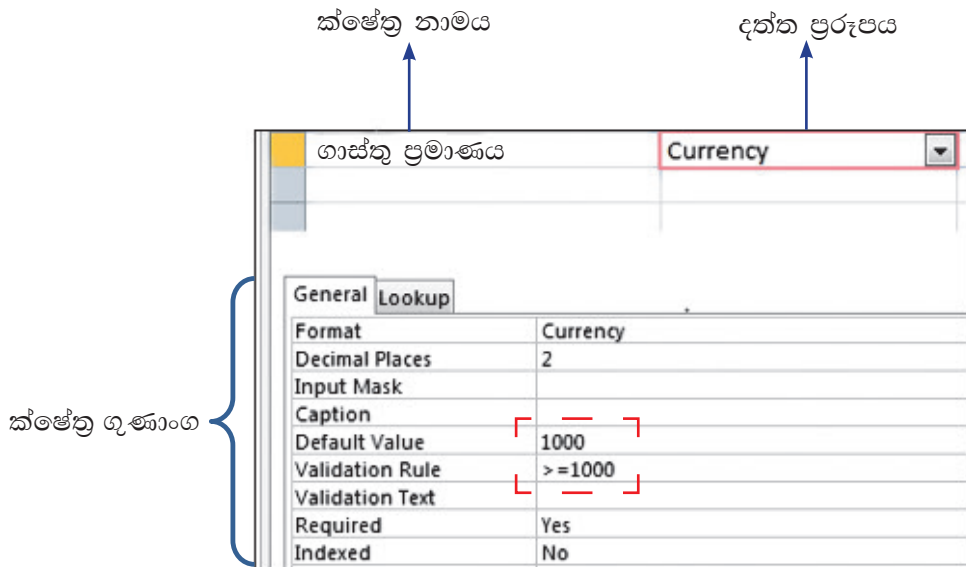 ක්ෂේත්‍ර නාමය දත්ත ප්‍රරූපය
ගාස්තු ප්‍රමාණය Currency
General Lookup
Format Currency
Decimal Places 2
Input Mask
Caption
ක්ෂේත්‍ර ගුණාංග
Default Value 1000
Validation Rule >=1000
Validation Text
Required Yes
Indexed No